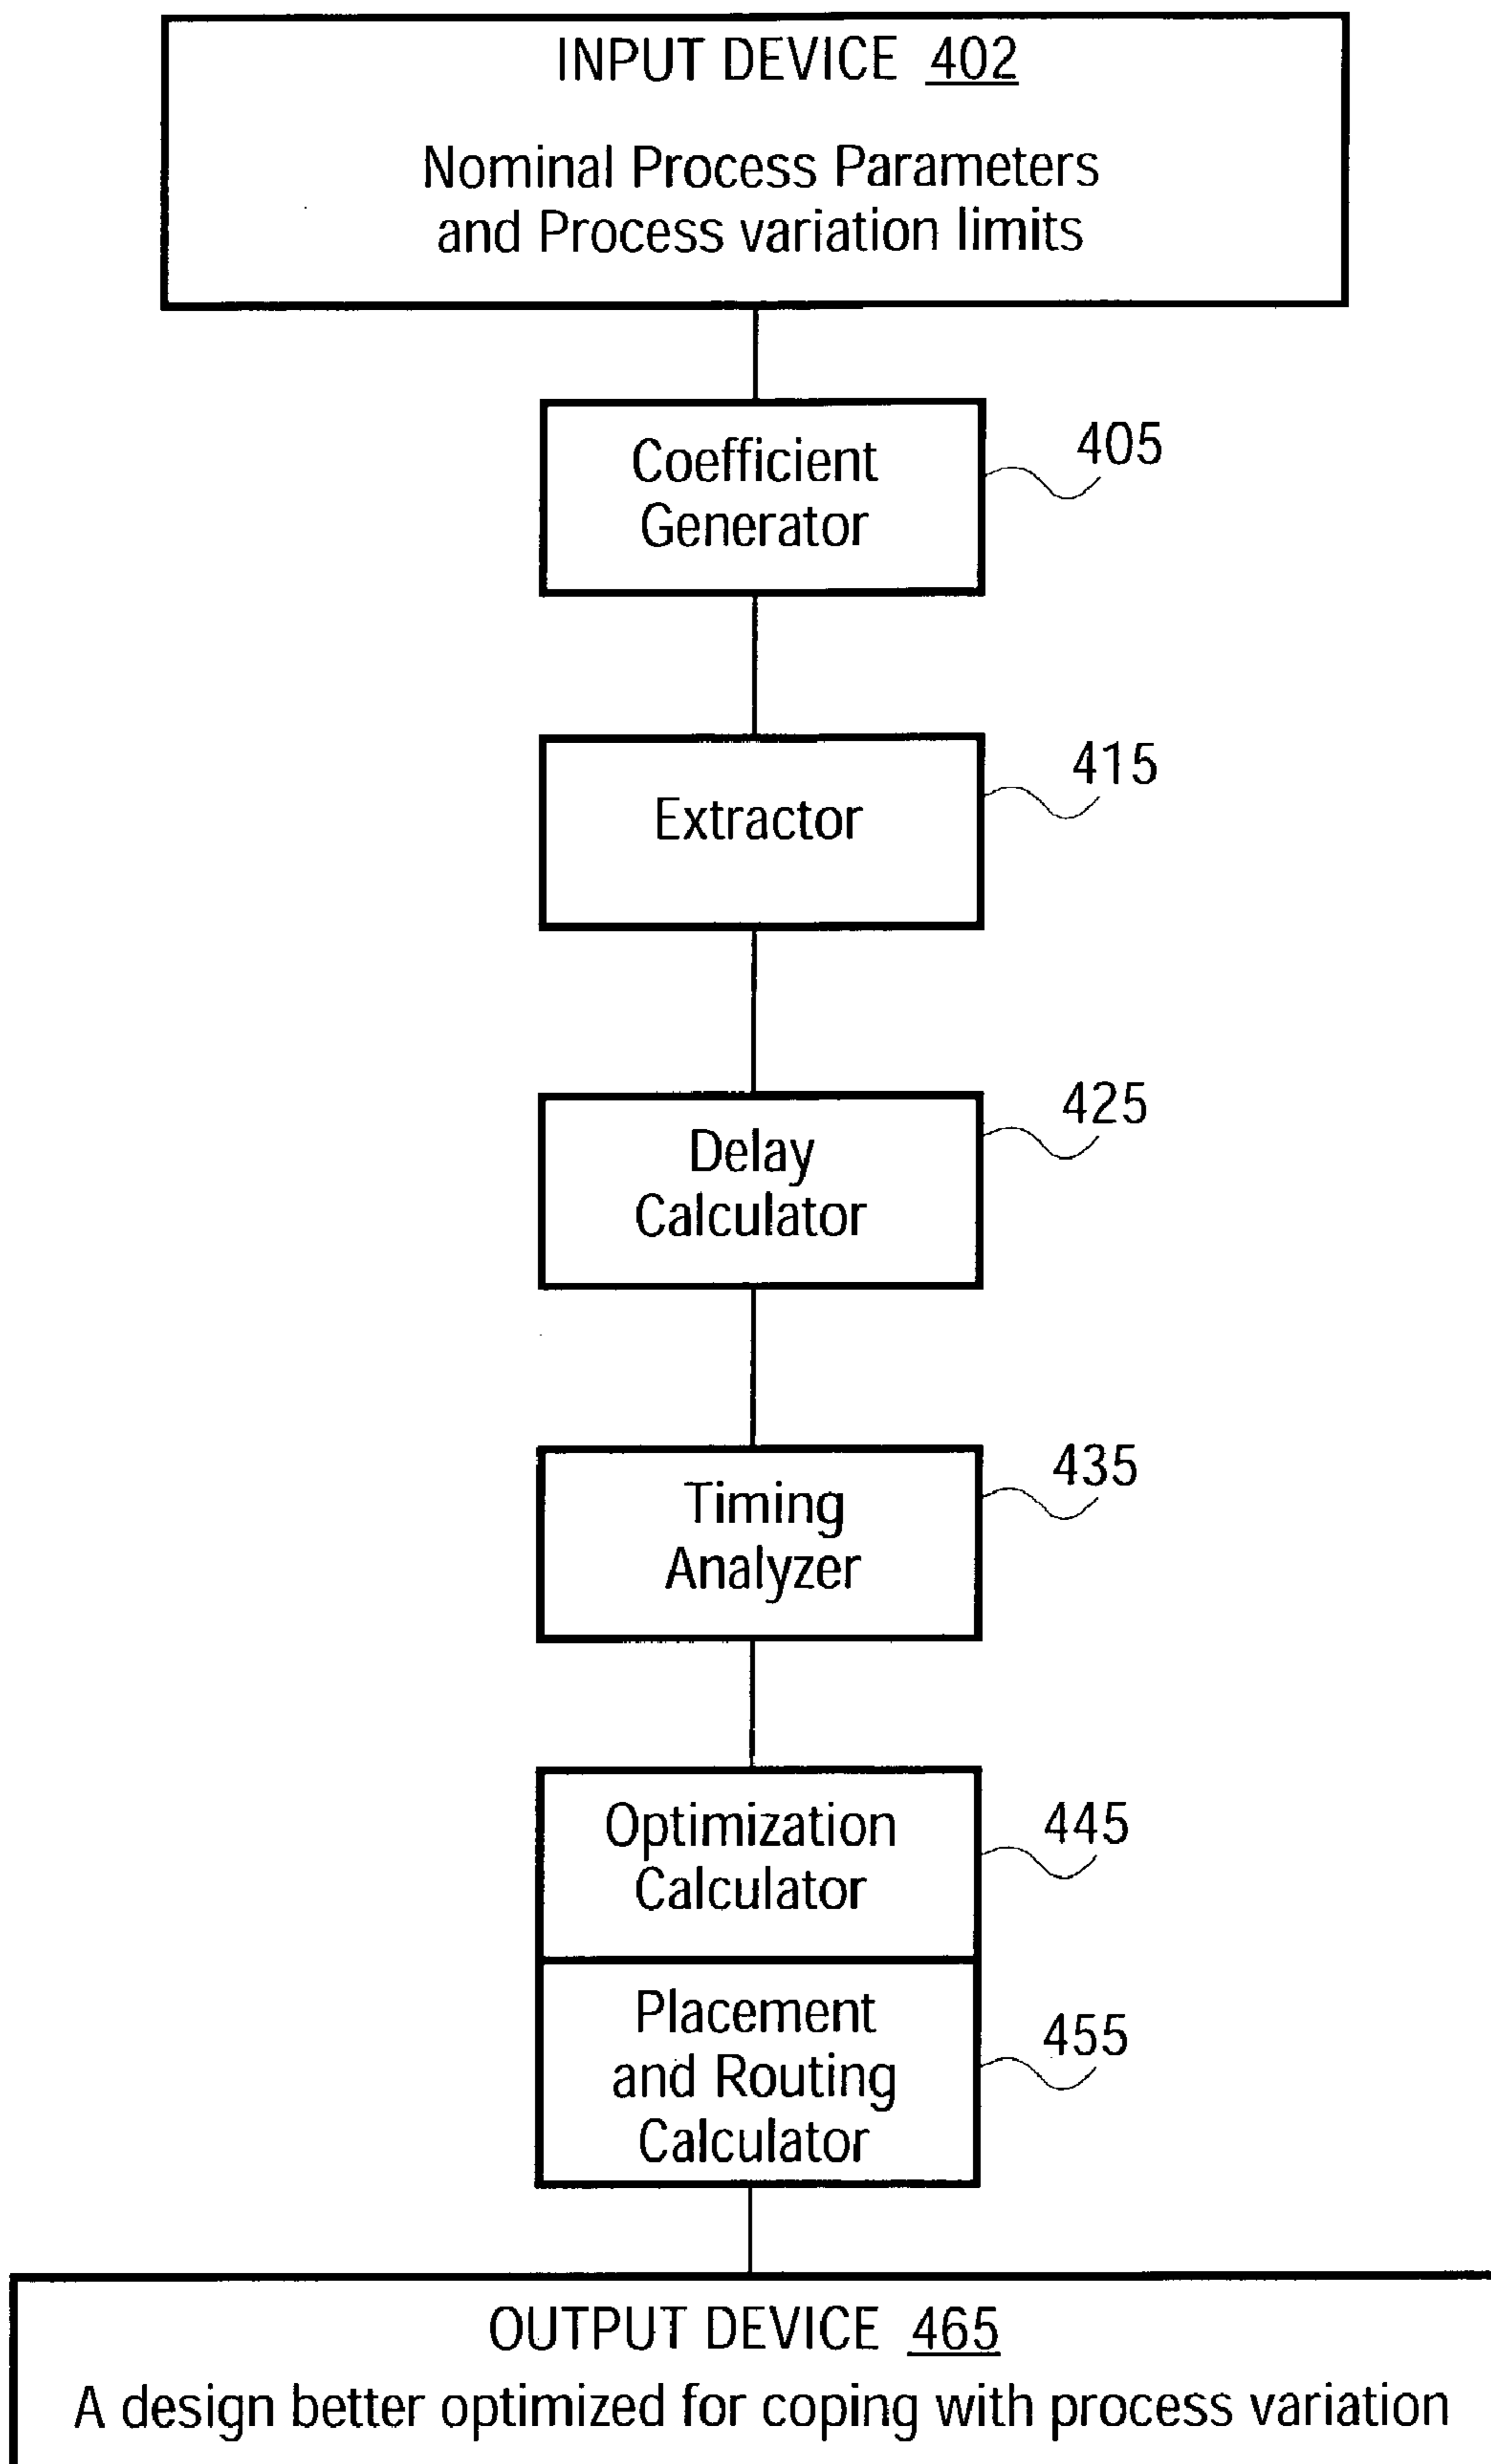 INPUT DEVICE 402
Nominal Process Parameters
and Process variation limits
Coefficient
Generator
405
Extractor
415
Delay
Calculator
425
Timing
Analyzer
435
Optimization
Calculator
445
Placement
and Routing
Calculator
455
OUTPUT DEVICE 465
A design better optimized for coping with process variation